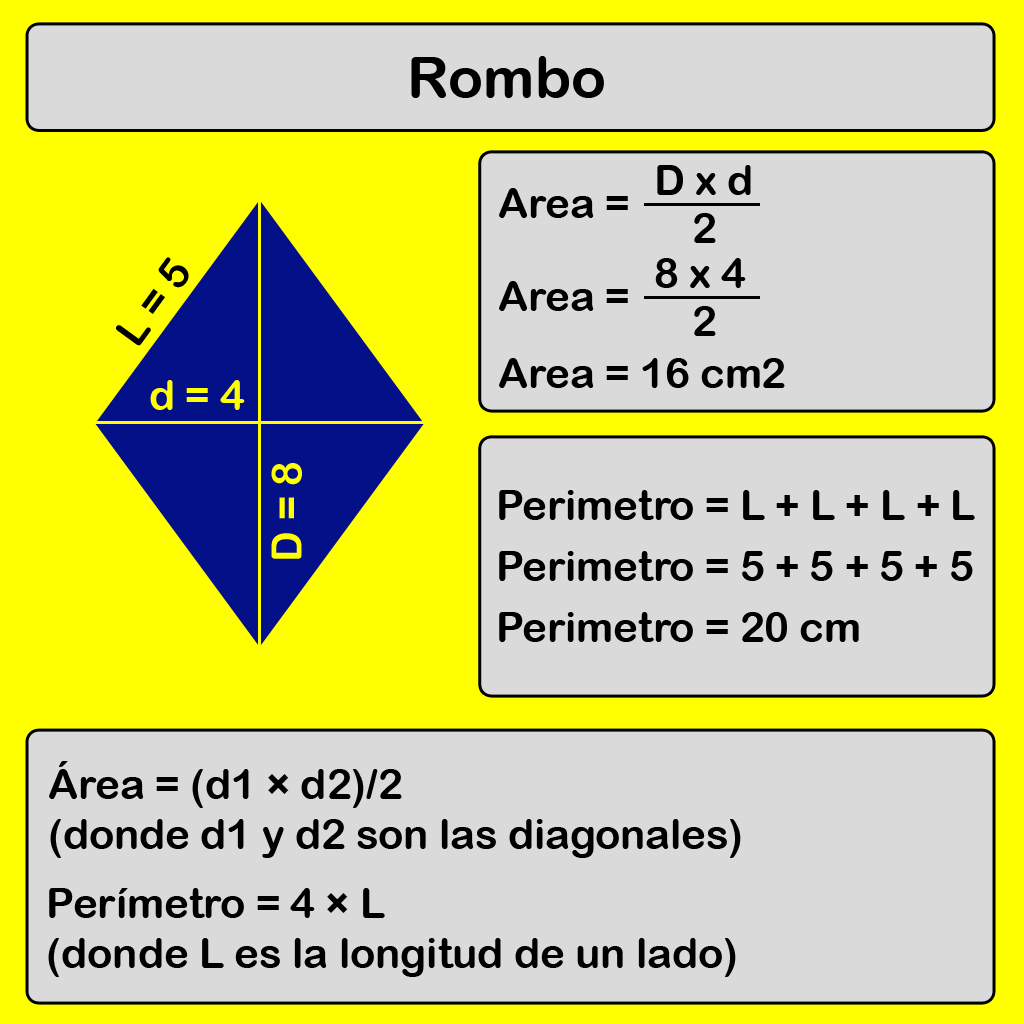 Rombo
L = 5
d = 4
D = 8
Area = D x d
2
Area = 8 x 4
2
Area = 16 cm2
Perimetro = L + L + L + L
Perimetro = 5 + 5 + 5 + 5
Perimetro = 20 cm
Área = (d1 × d2)/2
(donde d1 y d2 son las diagonales)
Perímetro = 4 × L
(donde L es la longitud de un lado)